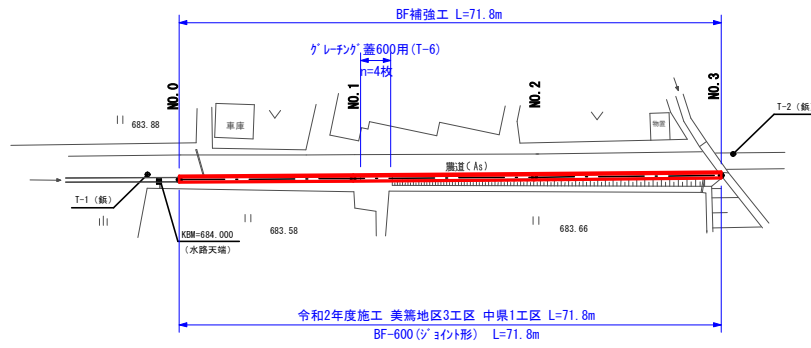 BF補強工 L=71.8m
グレーチング蓋600用(T-6)
n=4枚
NO.0
NO.1
NO.2
NO.3
T-2（鋲）
683.88
車庫
物置
農道(As)
T-1（鋲）
KBM=684.000
（水路天端）
683.58
683.66
令和2年度施工 美篶地区3工区 中県1工区 L=71.8m
BF-600(ジョイント形) L=71.8m